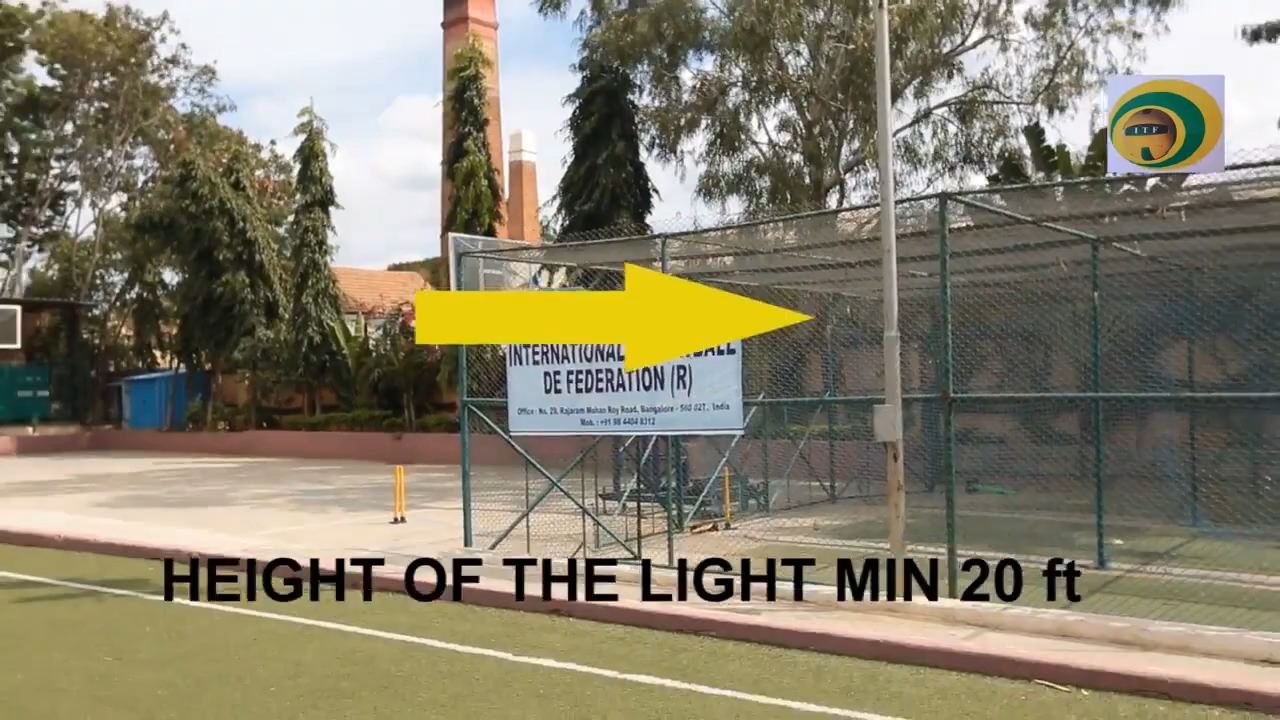 ITF
INTERNATIONAL
DE FEDERATION (R)
Office : No. 29, Rajaram Mohan Roy Road, Bangalore - 560 027, India
Mob. : +91 98 4404 8312
HEIGHT OF THE LIGHT MIN 20 ft